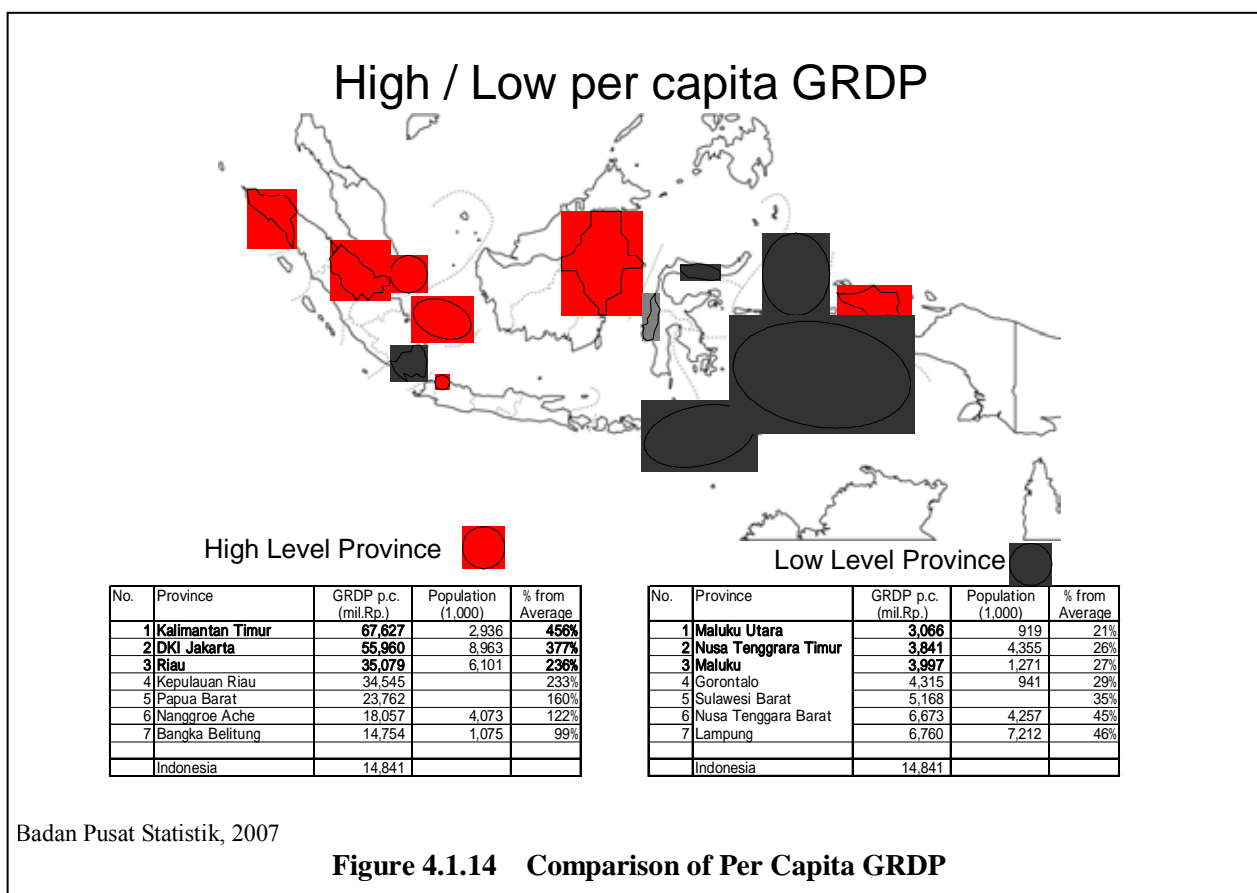 High / Low per capita GRDP
High Level Province
No. Province GRDP p.c. (mil.Rp.) Population (1,000) % from Average
1 Kalimantan Timur 67,627 2,936 456%
2 DKI Jakarta 55,960 8,963 377%
3 Riau 35,079 6,101 236%
4 Kepulauan Riau 34,545 233%
5 Papua Barat 23,762 160%
6 Nanggroe Ache 18,057 4,073 122%
7 Bangka Belitung 14,754 1,075 99%
Indonesia 14,841
Low Level Province
No. Province GRDP p.c. (mil.Rp.) Population (1,000) % from Average
1 Maluku Utara 3,066 919 21%
2 Nusa Tenggrara Timur 3,841 4,355 26%
3 Maluku 3,997 1,271 27%
4 Gorontalo 4,315 941 29%
5 Sulawesi Barat 5,168 35%
6 Nusa Tenggara Barat 6,673 4,257 45%
7 Lampung 6,760 7,212 46%
Indonesia 14,841
Badan Pusat Statistik, 2007
Figure 4.1.14 Comparison of Per Capita GRDP